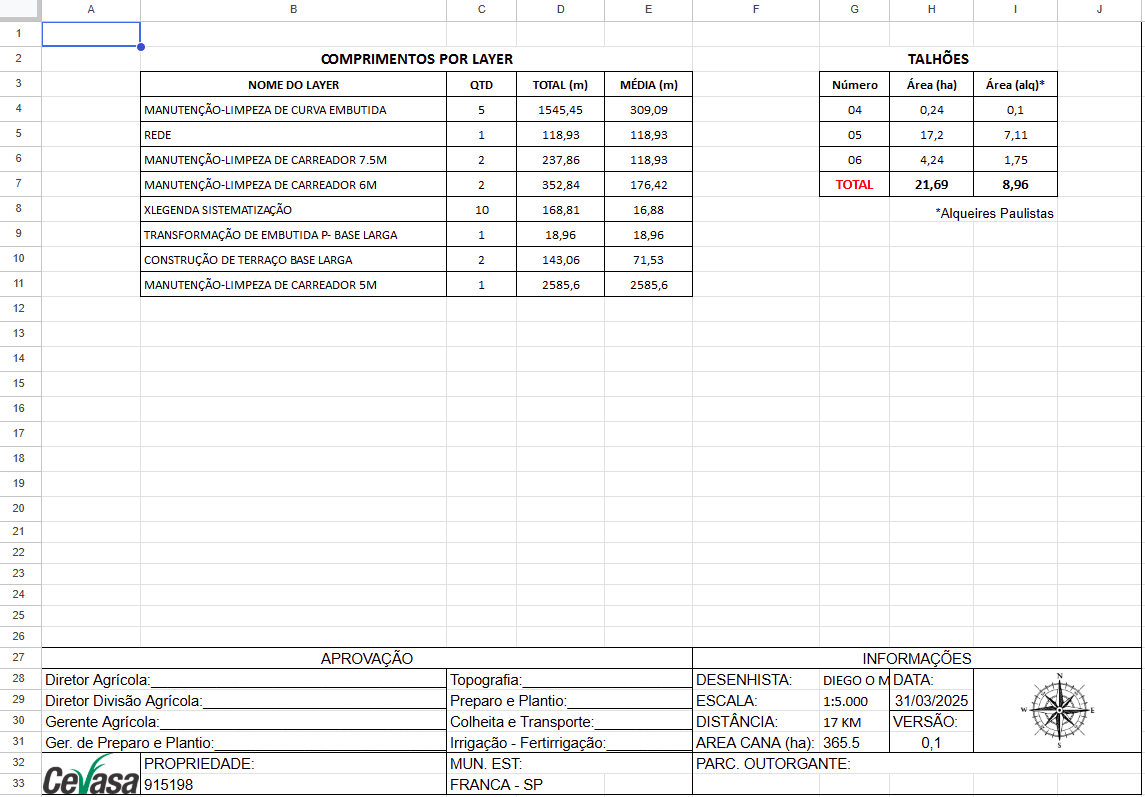 A B C D E F G H I J
1
2 COMPRIMENTOS POR LAYER TALHÕES
3 NOME DO LAYER QTD TOTAL (m) MÉDIA (m) Número Área (ha) Área (alq)*
4 MANUTENÇÃO-LIMPEZA DE CURVA EMBUTIDA 5 1545,45 309,09 04 0,24 0,1
5 REDE 1 118,93 118,93 05 17,2 7,11
6 MANUTENÇÃO-LIMPEZA DE CARREADOR 7.5M 2 237,86 118,93 06 4,24 1,75
7 MANUTENÇÃO-LIMPEZA DE CARREADOR 6M 2 352,84 176,42 TOTAL 21,69 8,96
8 XLEGENDA SISTEMATIZAÇÃO 10 168,81 16,88 *Alqueires Paulistas
9 TRANSFORMAÇÃO DE EMBUTIDA P- BASE LARGA 1 18,96 18,96
10 CONSTRUÇÃO DE TERRAÇO BASE LARGA 2 143,06 71,53
11 MANUTENÇÃO-LIMPEZA DE CARREADOR 5M 1 2585,6 2585,6
12
13
14
15
16
17
18
19
20
21
22
23
24
25
26
27 APROVAÇÃO INFORMAÇÕES
28 Diretor Agrícola: Topografia: DESENHISTA: DIEGO O M DATA:
29 Diretor Divisão Agrícola: Preparo e Plantio: ESCALA: 1:5.000 31/03/2025
30 Gerente Agrícola: Colheita e Transporte: DISTÂNCIA: 17 KM VERSÃO:
31 Ger. de Preparo e Plantio: Irrigação - Fertirrigação: AREA CANA (ha): 365.5 0,1
N
W E
S
32 PROPRIEDADE: MUN. EST: PARC. OUTORGANTE:
33 Cevasa 915198 FRANCA - SP